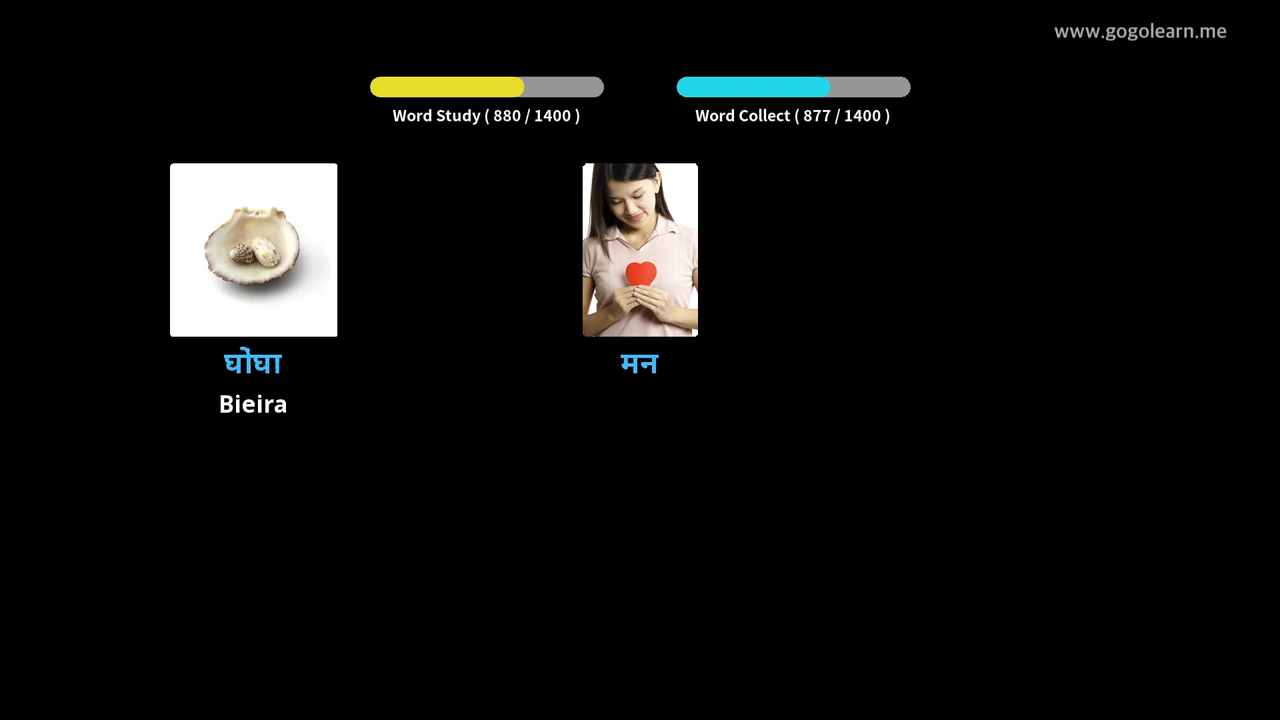 www.gogolearn.me
Word Study ( 880 / 1400 )
Word Collect ( 877 / 1400 )
घोंघा
मन
Bieira